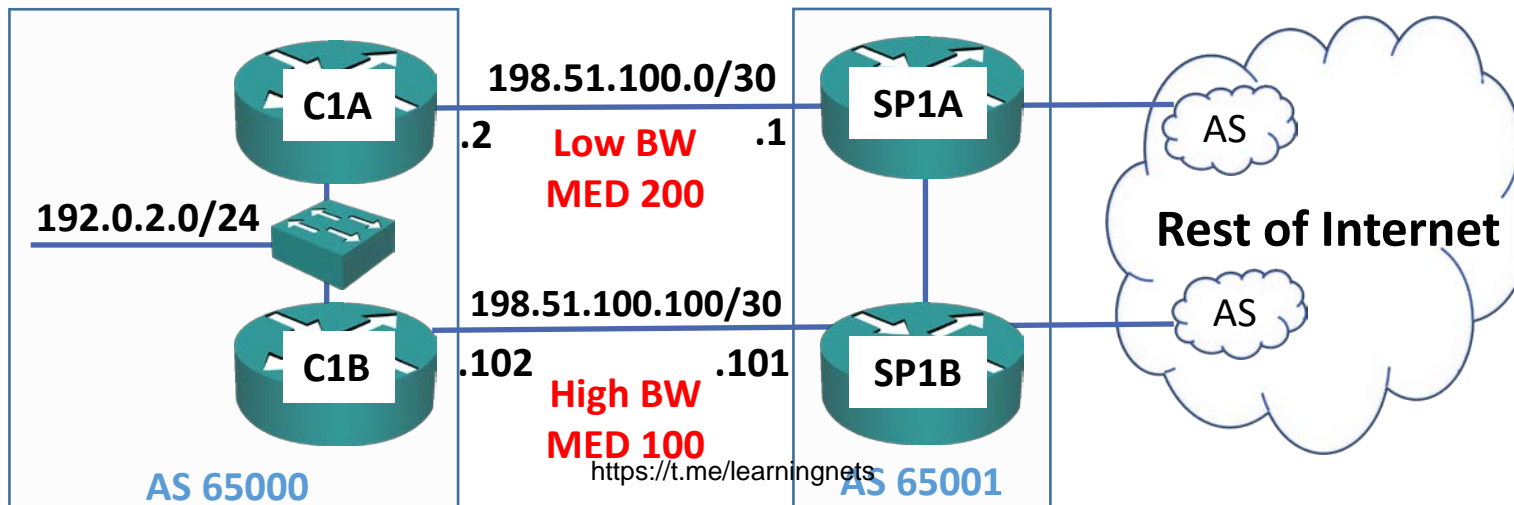 C1A
198.51.100.0/30
SP1A
.2
Low BW
MED 200
.1
AS
192.0.2.0/24
Rest of Internet
C1B
198.51.100.100/30
SP1B
.102
High BW
MED 100
.101
AS
https://t.me/learningnets
AS 65000
AS 65001